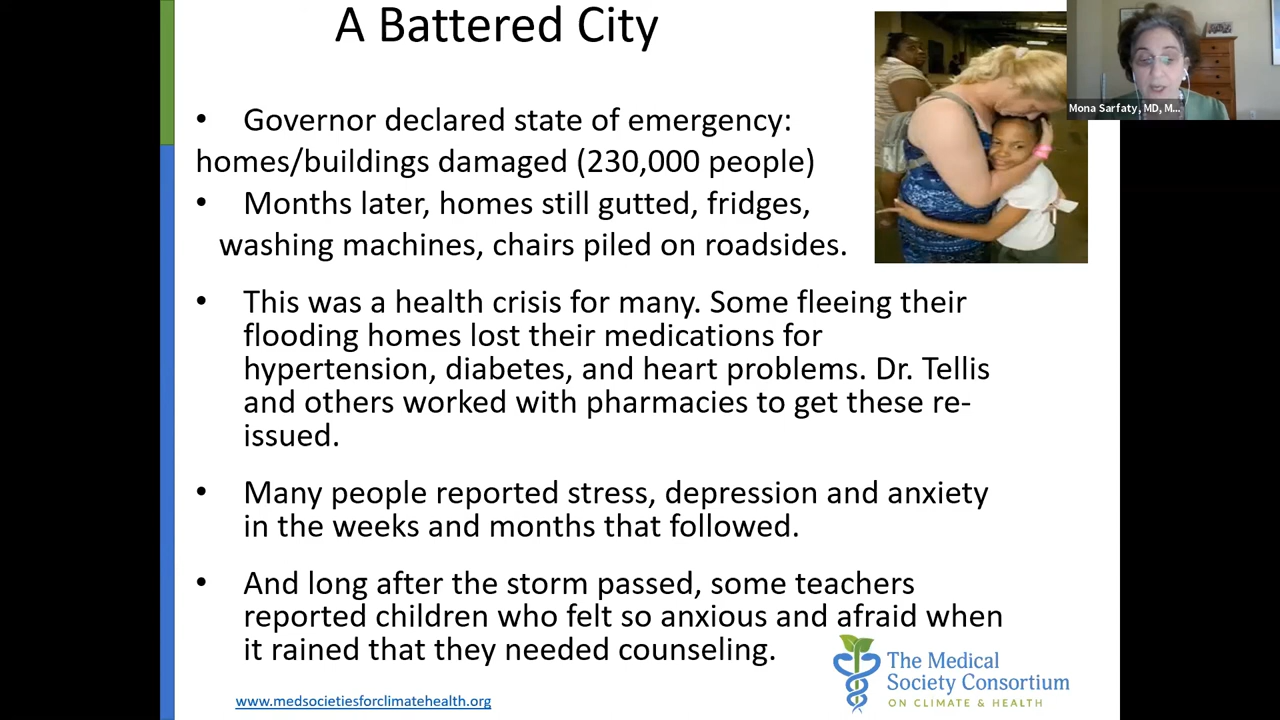 A Battered City
Mona Sarfaty, MD, M...
• Governor declared state of emergency:
homes/buildings damaged (230,000 people)
• Months later, homes still gutted, fridges,
washing machines, chairs piled on roadsides.
• This was a health crisis for many. Some fleeing their
flooding homes lost their medications for
hypertension, diabetes, and heart problems. Dr. Tellis
and others worked with pharmacies to get these re-
issued.
• Many people reported stress, depression and anxiety
in the weeks and months that followed.
• And long after the storm passed, some teachers
reported children who felt so anxious and afraid when
it rained that they needed counseling.
The Medical
Society Consortium
ON CLIMATE & HEALTH
www.medsocietiesforclimatehealth.org